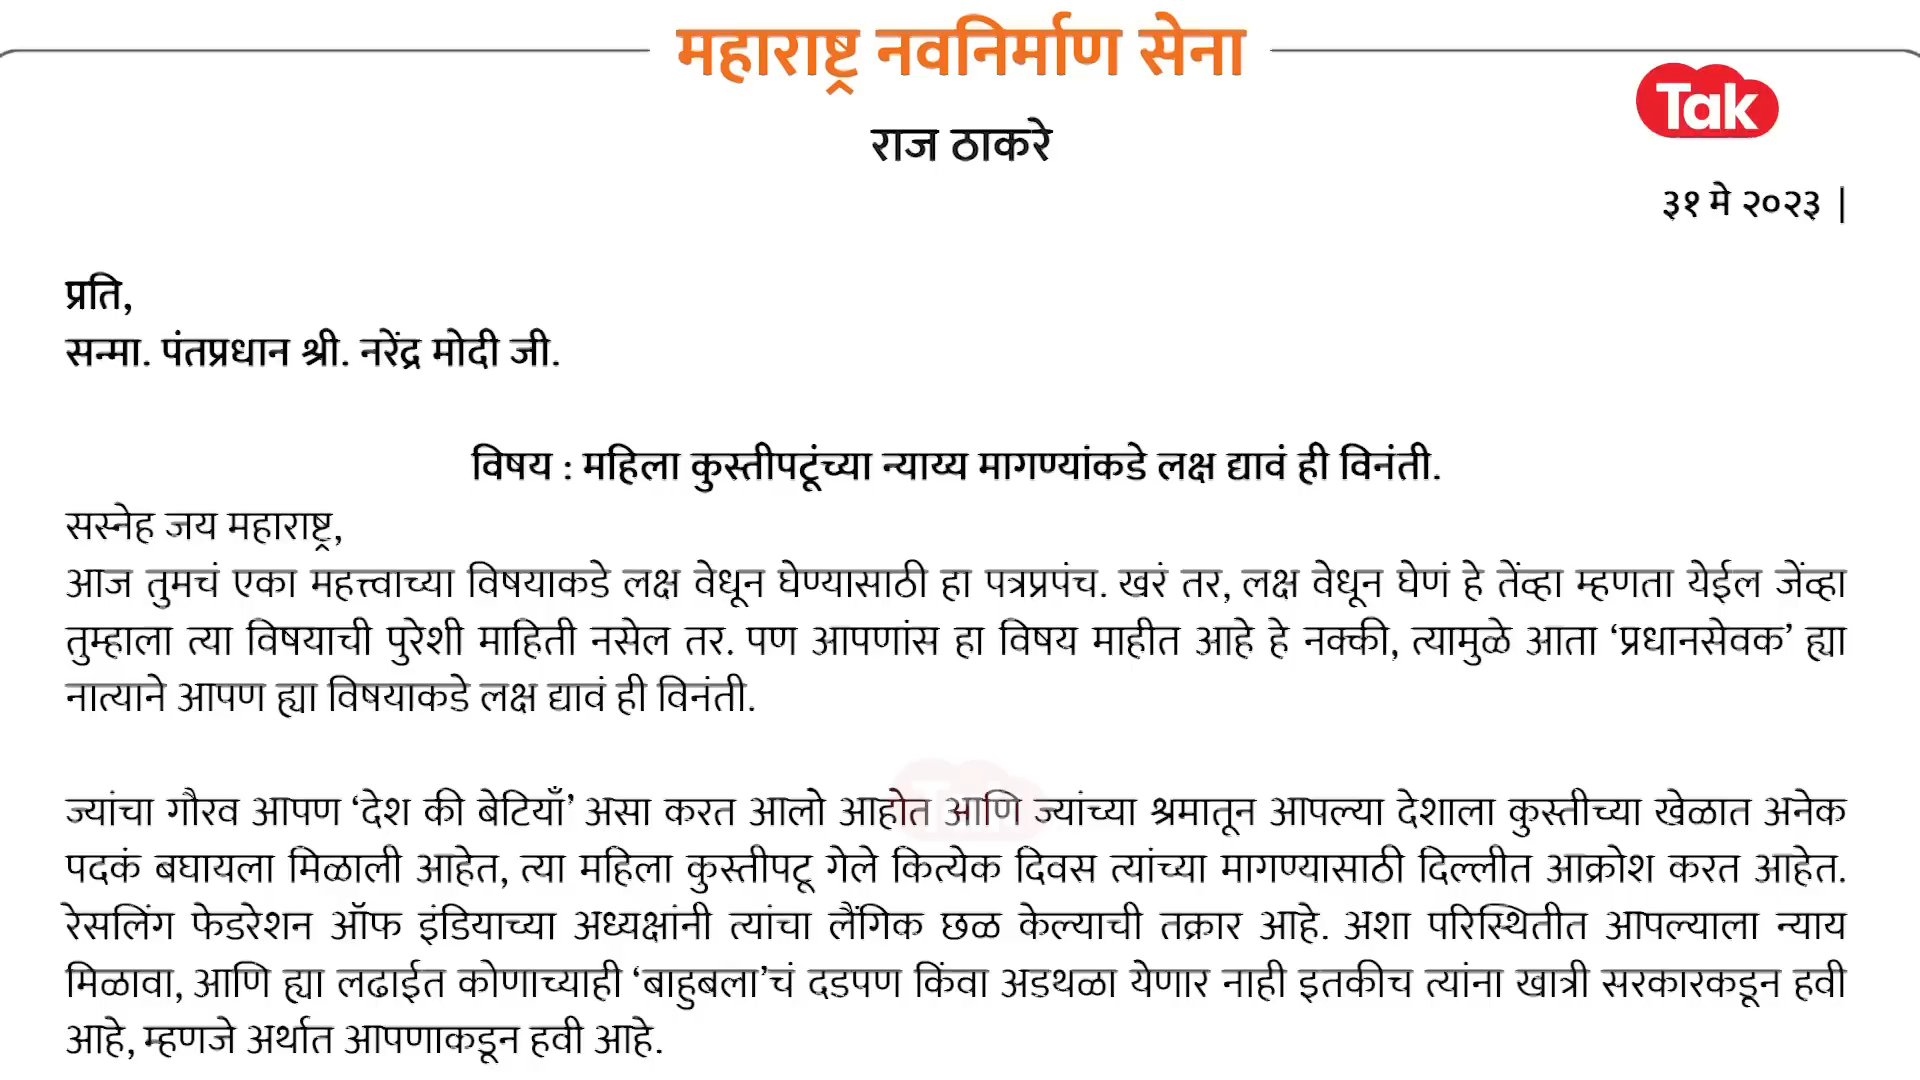 महाराष्ट्र नवनिर्माण सेना
राज ठाकरे
Tak
३१ मे २०२३ |
प्रति,
सन्मा. पंतप्रधान श्री. नरेंद्र मोदी जी.
विषय : महिला कुस्तीपटूंच्या न्याय्य मागण्यांकडे लक्ष द्यावं ही विनंती.
सस्नेह जय महाराष्ट्र,
आज तुमचं एका महत्त्वाच्या विषयाकडे लक्ष वेधून घेण्यासाठी हा पत्रप्रपंच. खरं तर, लक्ष वेधून घेणं हे तेंव्हा म्हणता येईल जेंव्हा
तुम्हाला त्या विषयाची पुरेशी माहिती नसेल तर. पण आपणांस हा विषय माहीत आहे हे नक्की, त्यामुळे आता ‘प्रधानसेवक’ ह्या
नात्याने आपण ह्या विषयाकडे लक्ष द्यावं ही विनंती.
ज्यांचा गौरव आपण ‘देश की बेटियाँ’ असा करत आलो आहोत आणि ज्यांच्या श्रमातून आपल्या देशाला कुस्तीच्या खेळात अनेक
पदकं बघायला मिळाली आहेत, त्या महिला कुस्तीपटू गेले कित्येक दिवस त्यांच्या मागण्यासाठी दिल्लीत आक्रोश करत आहेत.
रेसलिंग फेडरेशन ऑफ इंडियाच्या अध्यक्षांनी त्यांचा लैंगिक छळ केल्याची तक्रार आहे. अशा परिस्थितीत आपल्याला न्याय
मिळावा, आणि ह्या लढाईत कोणाच्याही ‘बाहुबला’चं दडपण किंवा अडथळा येणार नाही इतकीच त्यांना खात्री सरकारकडून हवी
आहे, म्हणजे अर्थात आपणाकडून हवी आहे.